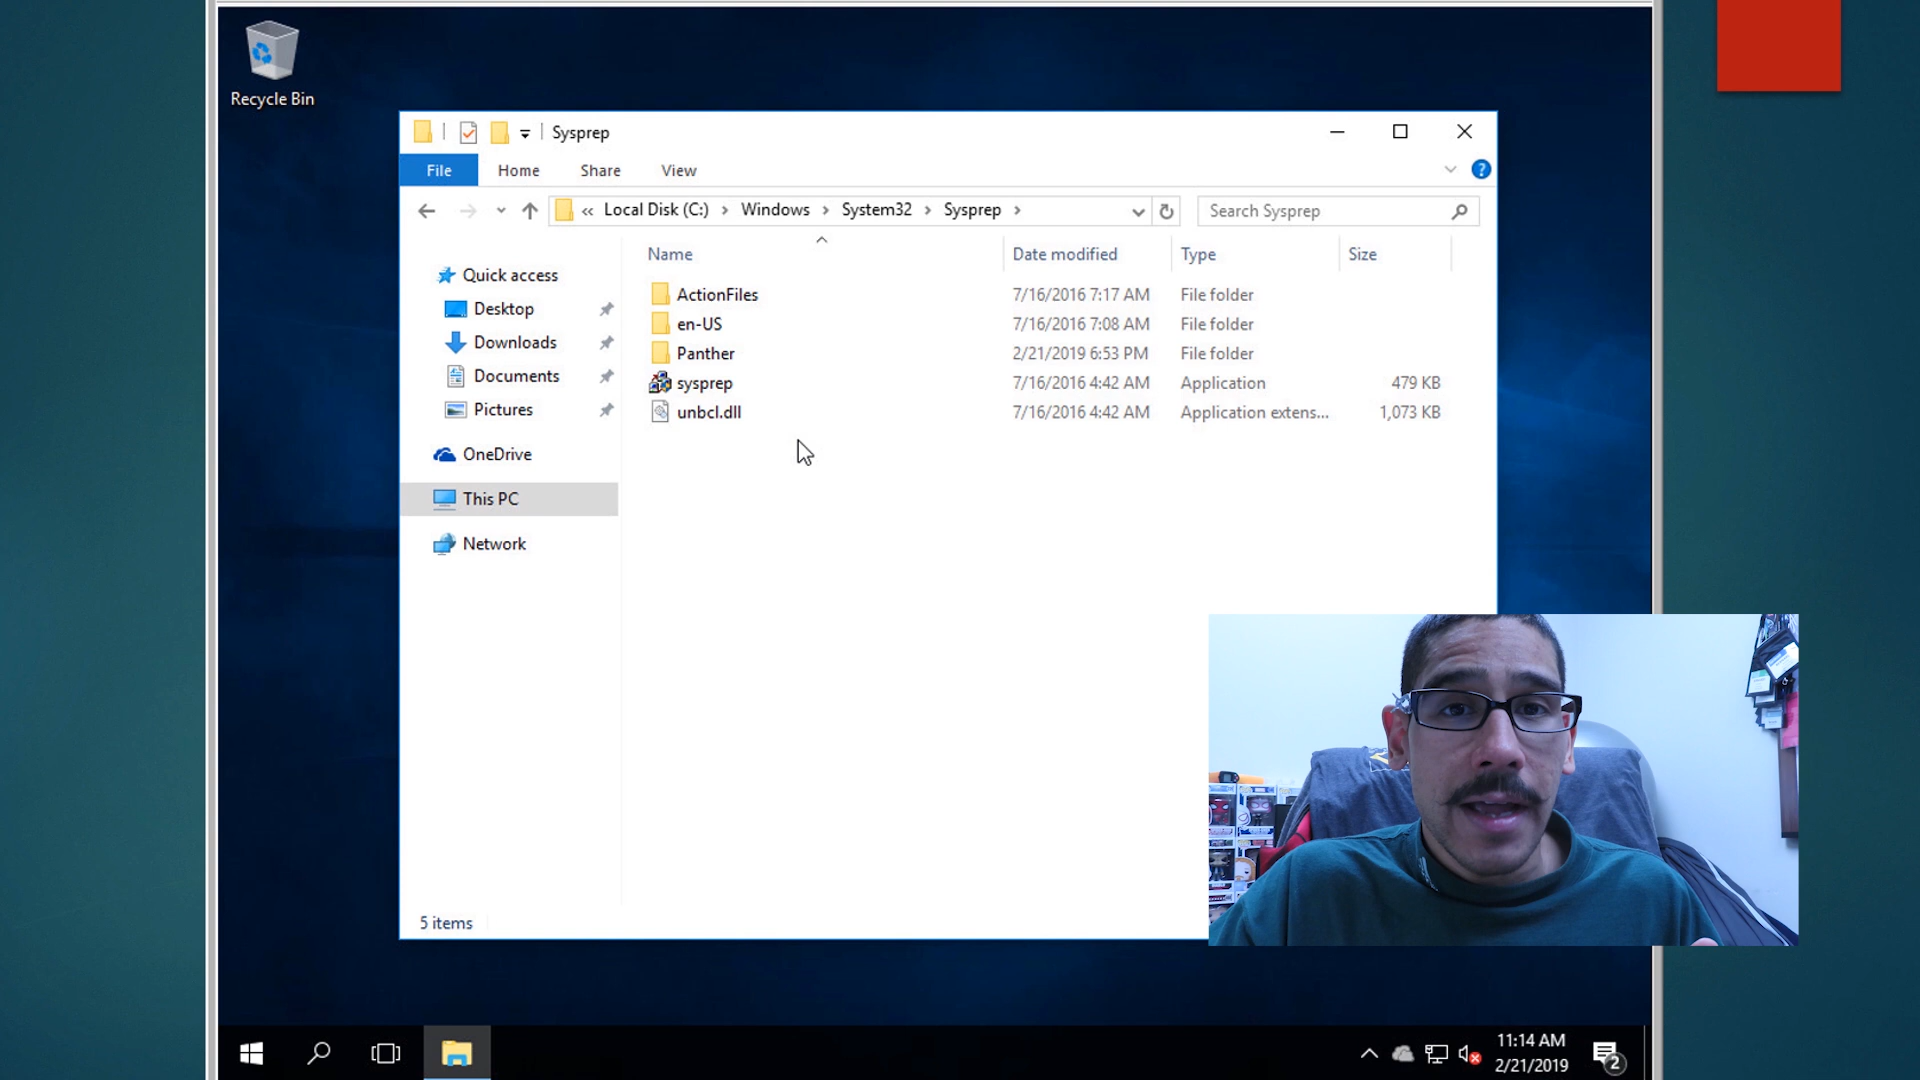 Recycle Bin
Sysprep
File Home Share View
« Local Disk (C:) Windows System32 Sysprep
Search Sysprep
Name Date modified Type Size
Quick access
Desktop
Downloads
Documents
Pictures
OneDrive
This PC
Network
ActionFiles 7/16/2016 7:17 AM File folder
en-US 7/16/2016 7:08 AM File folder
Panther 2/21/2019 6:53 PM File folder
sysprep 7/16/2016 4:42 AM Application 479 KB
unbcl.dll 7/16/2016 4:42 AM Application extens... 1,073 KB
5 items
11:14 AM
2/21/2019
2